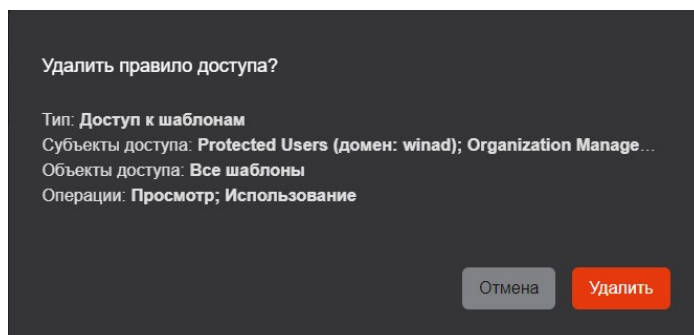 Удалить правило доступа?
Тип: Доступ к шаблонам
Субъекты доступа: Protected Users (домен: winad); Organization Manage...
Объекты доступа: Все шаблоны
Операции: Просмотр; Использование
Отмена
Удалить